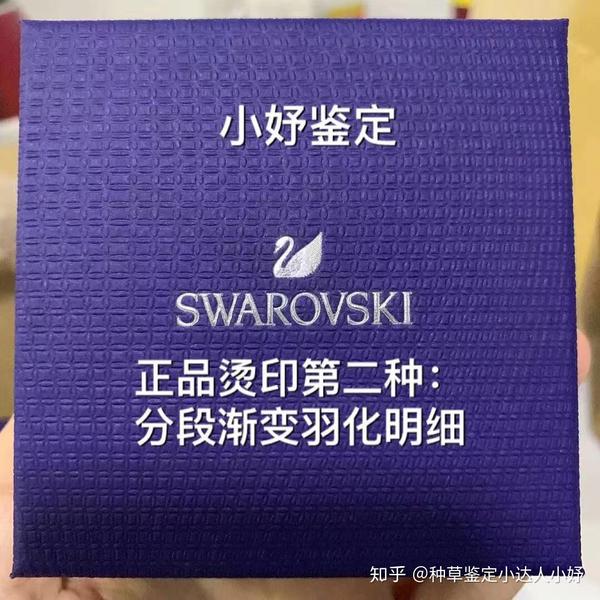 小妤鉴定
SWAROVSKI
正品烫印第二种：
分段渐变羽化明细
知乎 @种草鉴定小达人小妤